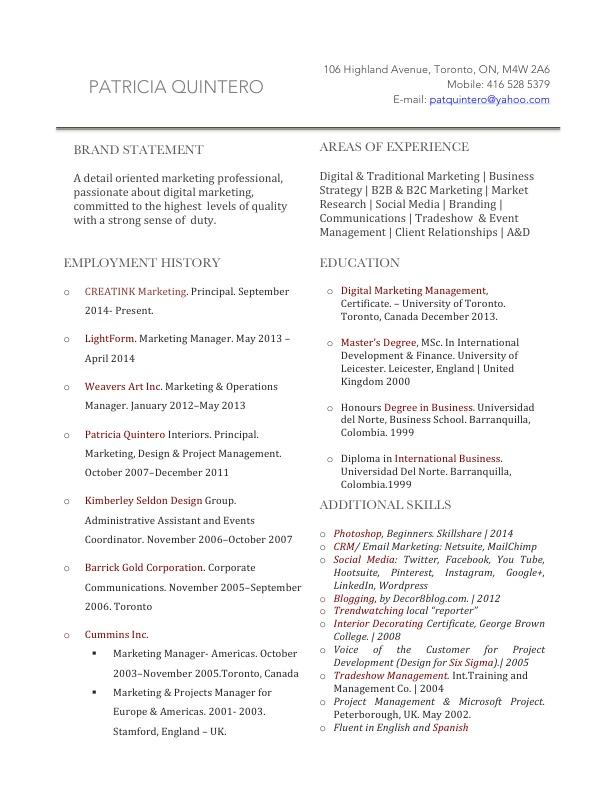 PATRICIA QUINTERO
106 Highland Avenue, Toronto, ON, M4W 2A6
Mobile: 416 528 5379
E-mail: patquintero@yahoo.com
BRAND STATEMENT
A detail oriented marketing professional,
passionate about digital marketing,
committed to the highest levels of quality
with a strong sense of duty.
EMPLOYMENT HISTORY
o CREATINK Marketing. Principal. September
2014- Present.
o LightForm. Marketing Manager. May 2013 –
April 2014
o Weavers Art Inc. Marketing & Operations
Manager. January 2012–May 2013
o Patricia Quintero Interiors. Principal.
Marketing, Design & Project Management.
October 2007–December 2011
o Kimberley Seldon Design Group.
Administrative Assistant and Events
Coordinator. November 2006–October 2007
o Barrick Gold Corporation. Corporate
Communications. November 2005–September
2006. Toronto
o Cummins Inc.
▪ Marketing Manager- Americas. October
2003–November 2005.Toronto, Canada
▪ Marketing & Projects Manager for
Europe & Americas. 2001- 2003.
Stamford, England – UK.
AREAS OF EXPERIENCE
Digital & Traditional Marketing | Business
Strategy | B2B & B2C Marketing | Market
Research | Social Media | Branding |
Communications | Tradeshow & Event
Management | Client Relationships | A&D
EDUCATION
o Digital Marketing Management,
Certificate. – University of Toronto.
Toronto, Canada December 2013.
o Master's Degree, MSc. In International
Development & Finance. University of
Leicester. Leicester, England | United
Kingdom 2000
o Honours Degree in Business. Universidad
del Norte, Business School. Barranquilla,
Colombia. 1999
o Diploma in International Business.
Universidad Del Norte. Barranquilla,
Colombia.1999
ADDITIONAL SKILLS
o Photoshop, Beginners. Skillshare | 2014
o CRM/ Email Marketing: Netsuite, MailChimp
o Social Media: Twitter, Facebook, You Tube,
Hootsuite, Pinterest, Instagram, Google+,
LinkedIn, Wordpress
o Blogging, by Decor8blog.com. | 2012
o Trendwatching local "reporter"
o Interior Decorating Certificate, George Brown
College. | 2008
o Voice of the Customer for Project
Development (Design for Six Sigma).| 2005
o Tradeshow Management. Int.Training and
Management Co. | 2004
o Project Management & Microsoft Project.
Peterborough, UK. May 2002.
o Fluent in English and Spanish